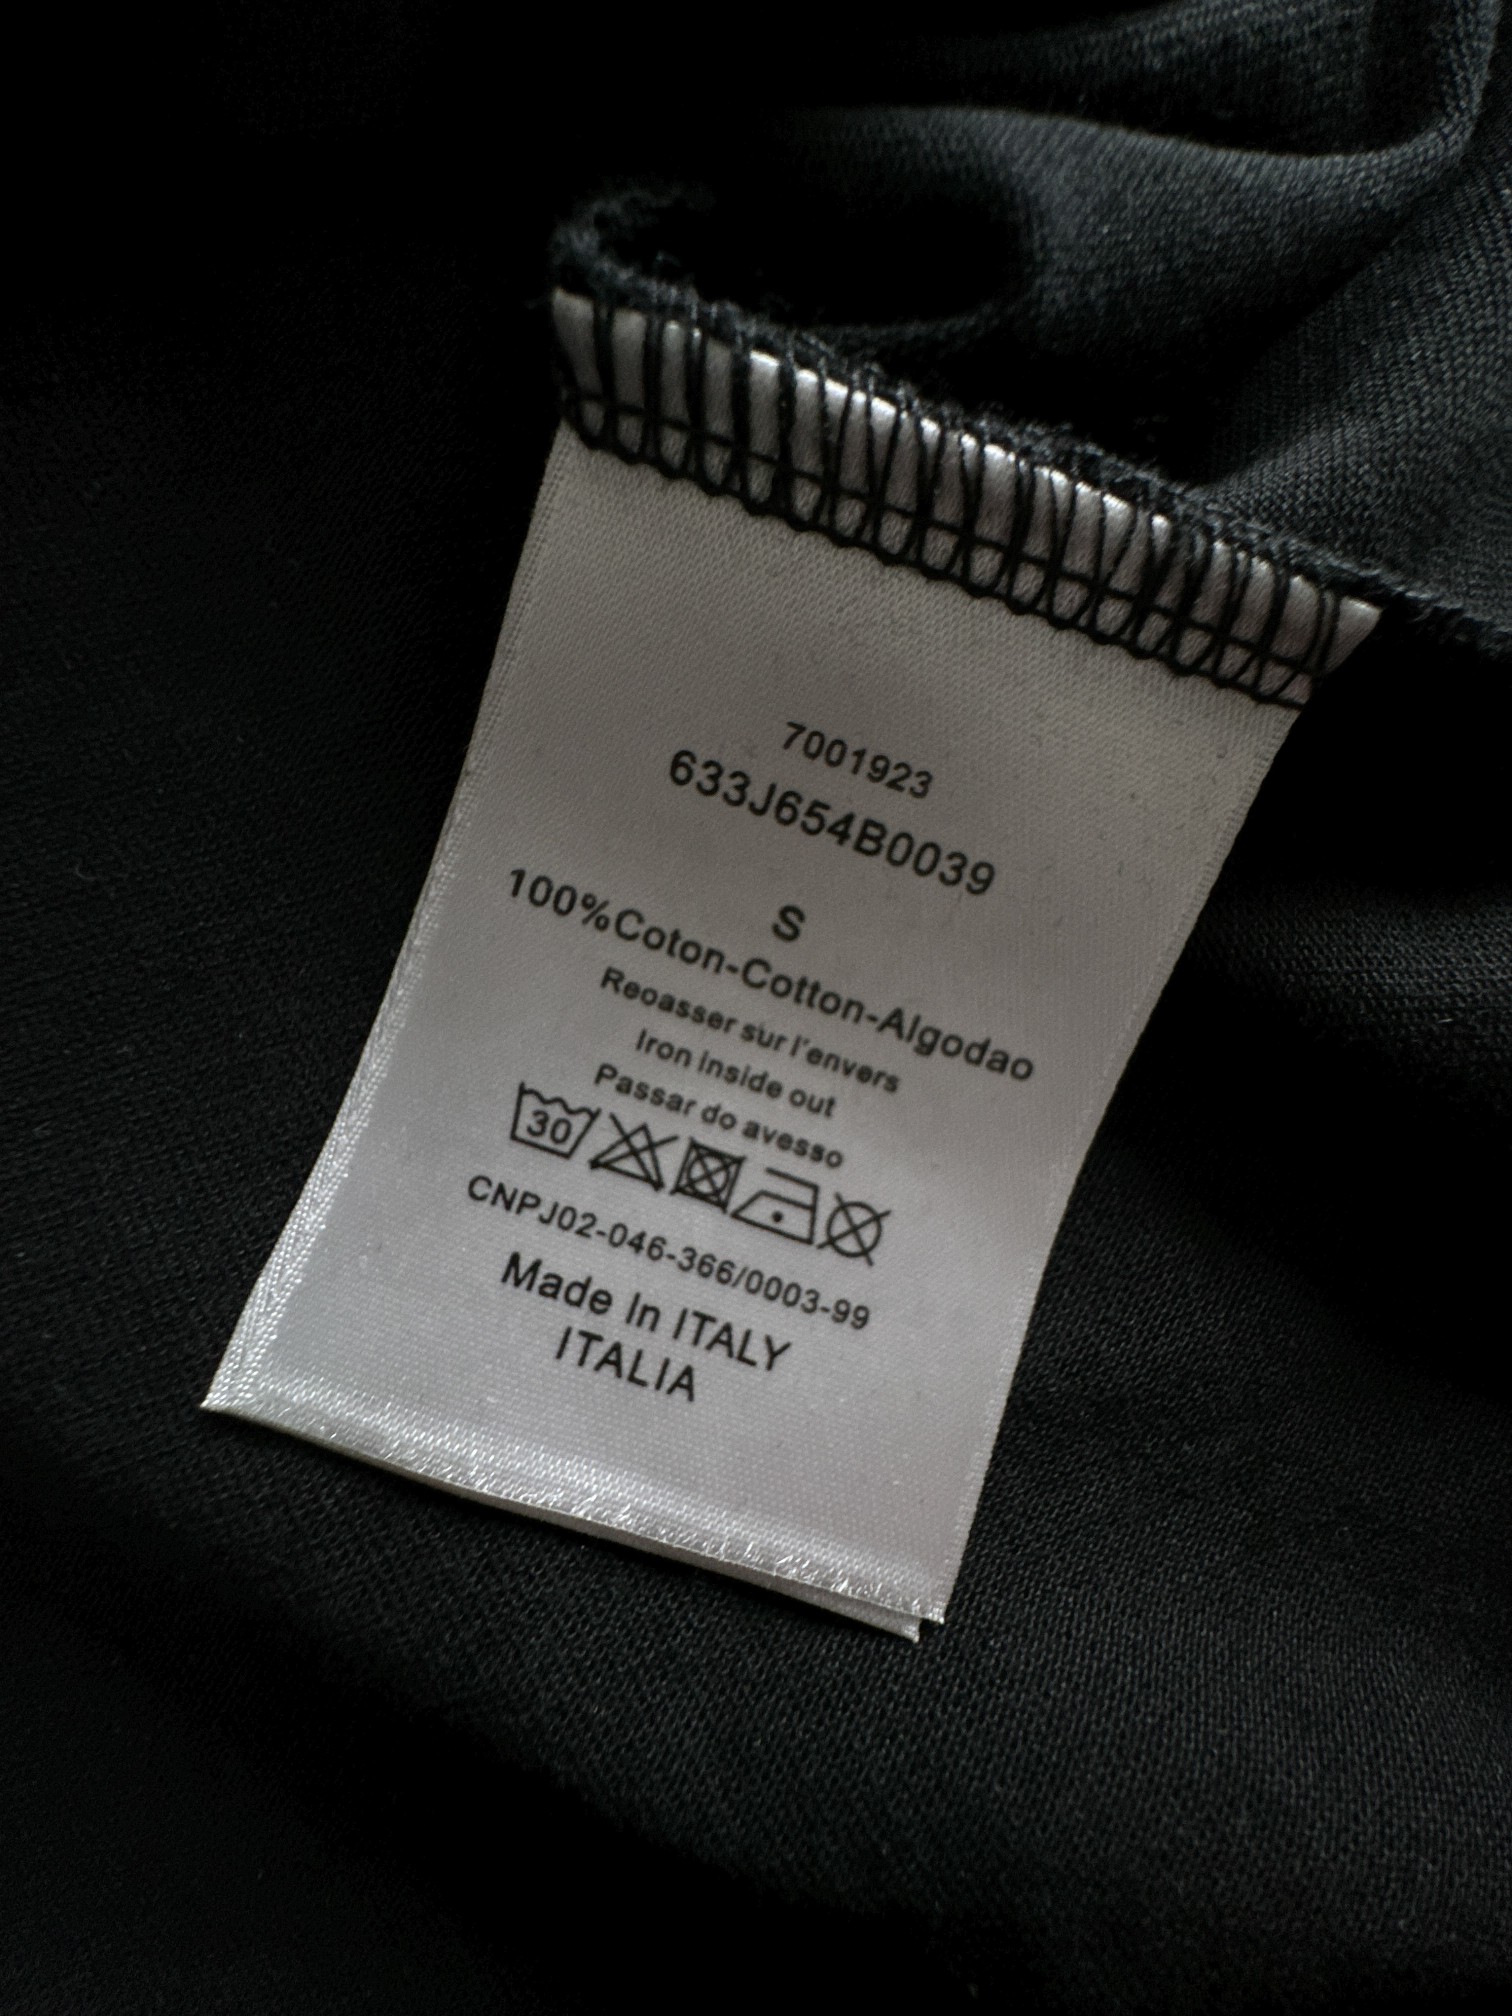 7001923
633J654B0039
S
100%Coton-Cotton-Algodao
Reoasser sur l'envers
Iron inside out
Passar do avesso
30
CNPJ02-046-366/0003-99
Made In ITALY
ITALIA